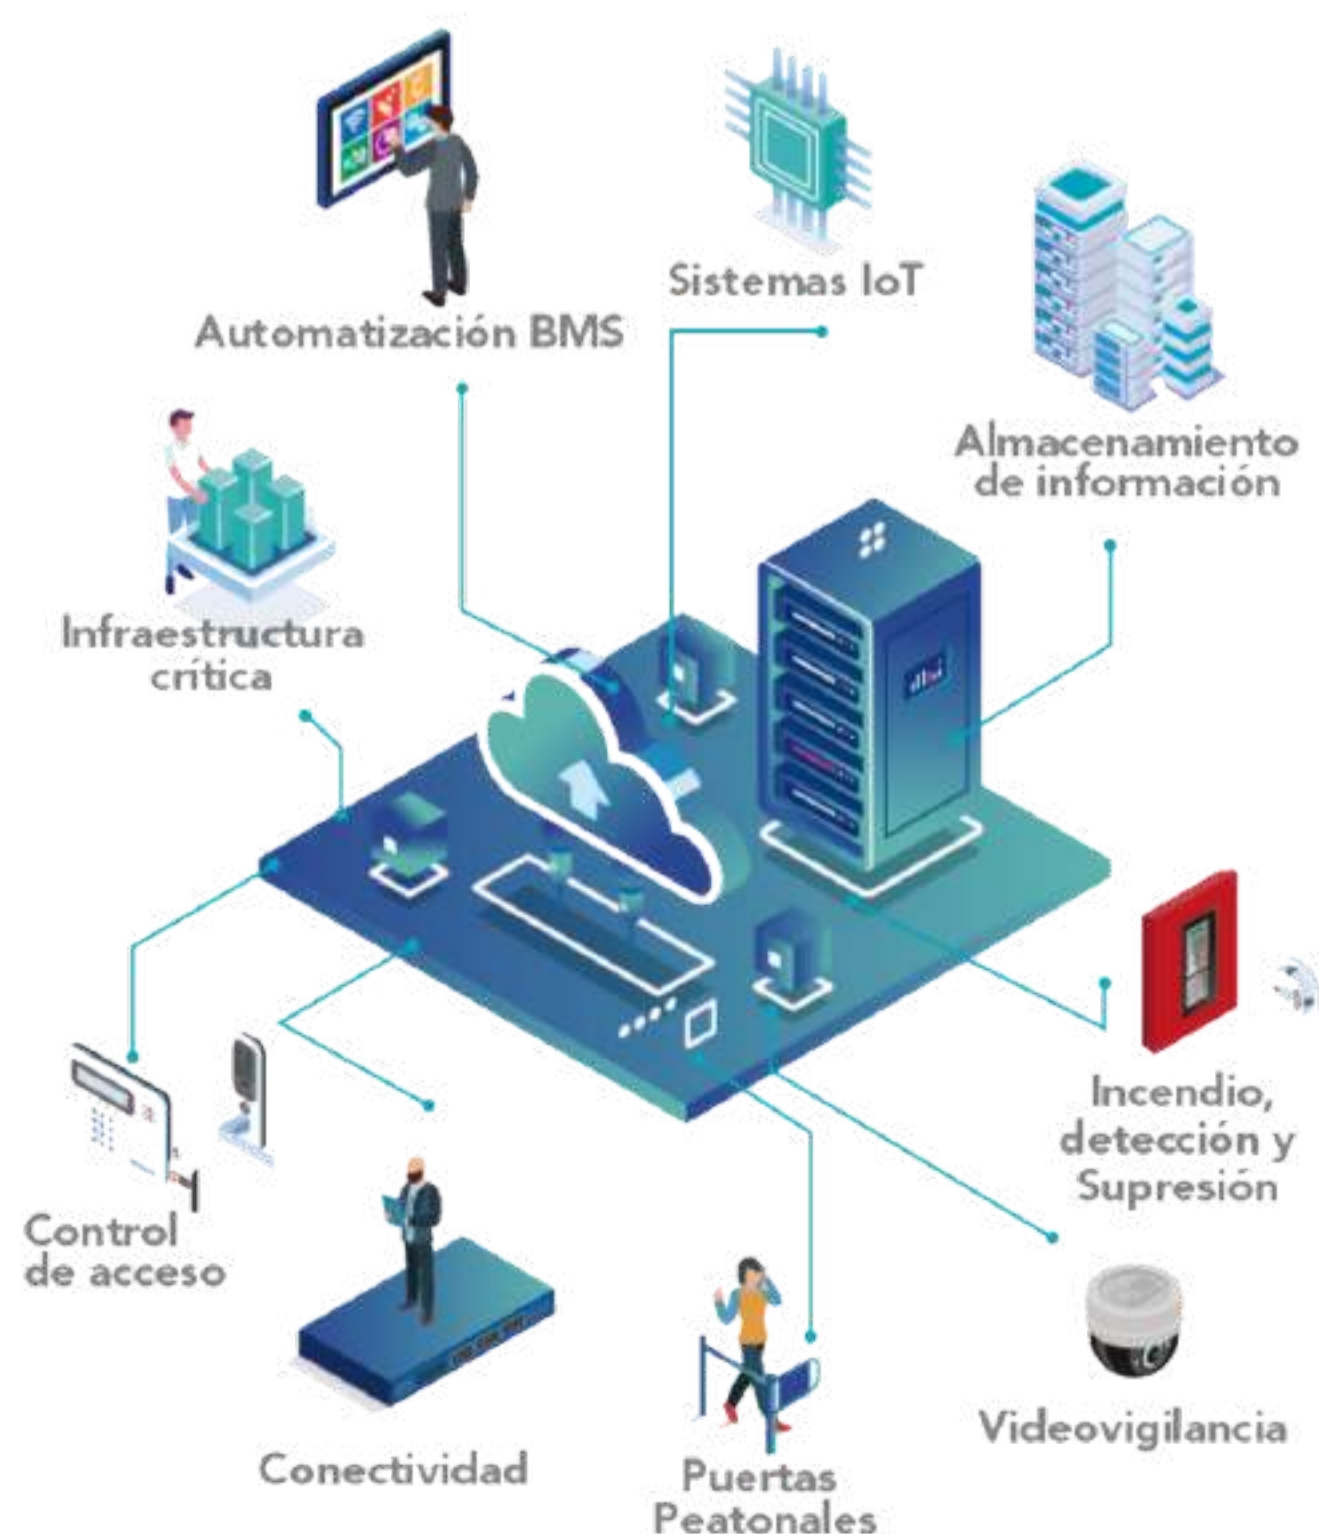 Automatización BMS
Sistemas IoT
Almacenamiento
de información
Infraestructura
crítica
Incendio,
detección y
Supresión
Control
de acceso
Conectividad
Puertas
Peatonales
Videovigilancia